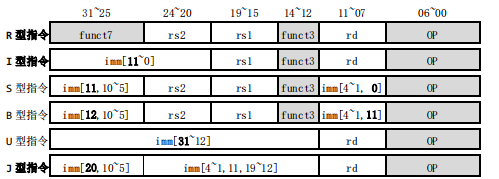 31~25 24~20 19~15 14~12 11~07 06~00
R 型指令 funct7 rs2 rs1 funct3 rd OP
I 型指令 imm[11~0] rs1 funct3 rd OP
S 型指令 imm[11,10~5] rs2 rs1 funct3 imm[4~1, 0] OP
B 型指令 imm[12,10~5] rs2 rs1 funct3 imm[4~1,11] OP
U 型指令 imm[31~12] rd OP
J 型指令 imm[20,10~5] imm[4~1,11,19~12] rd OP